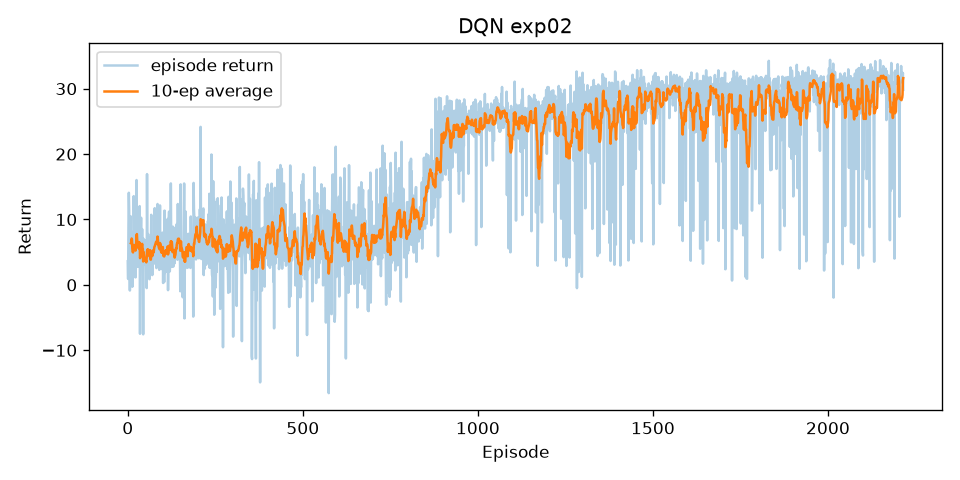 DQN exp02
episode return
10-ep average
30
20
10
0
−10
Return
0
500
1000
1500
2000
Episode